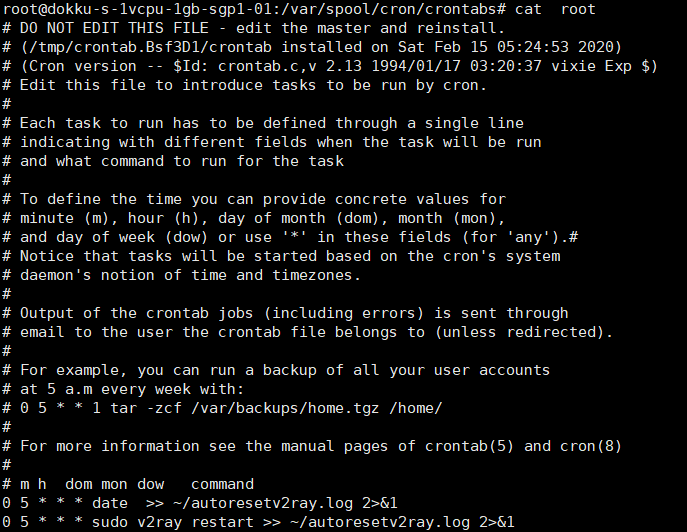 root@dokku-s-1vcpu-1gb-sgp1-01:/var/spool/cron/crontabs# cat  root
# DO NOT EDIT THIS FILE - edit the master and reinstall.
# (/tmp/crontab.Bsf3D1/crontab installed on Sat Feb 15 05:24:53 2020)
# (Cron version -- $Id: crontab.c,v 2.13 1994/01/17 03:20:37 vixie Exp $)
# Edit this file to introduce tasks to be run by cron.
#
# Each task to run has to be defined through a single line
# indicating with different fields when the task will be run
# and what command to run for the task
#
# To define the time you can provide concrete values for
# minute (m), hour (h), day of month (dom), month (mon),
# and day of week (dow) or use '*' in these fields (for 'any').#
# Notice that tasks will be started based on the cron's system
# daemon's notion of time and timezones.
#
# Output of the crontab jobs (including errors) is sent through
# email to the user the crontab file belongs to (unless redirected).
#
# For example, you can run a backup of all your user accounts
# at 5 a.m every week with:
# 0 5 * * 1 tar -zcf /var/backups/home.tgz /home/
#
# For more information see the manual pages of crontab(5) and cron(8)
#
# m h  dom mon dow   command
0 5 * * * date  >> ~/autoresetv2ray.log 2>&1
0 5 * * * sudo v2ray restart >> ~/autoresetv2ray.log 2>&1